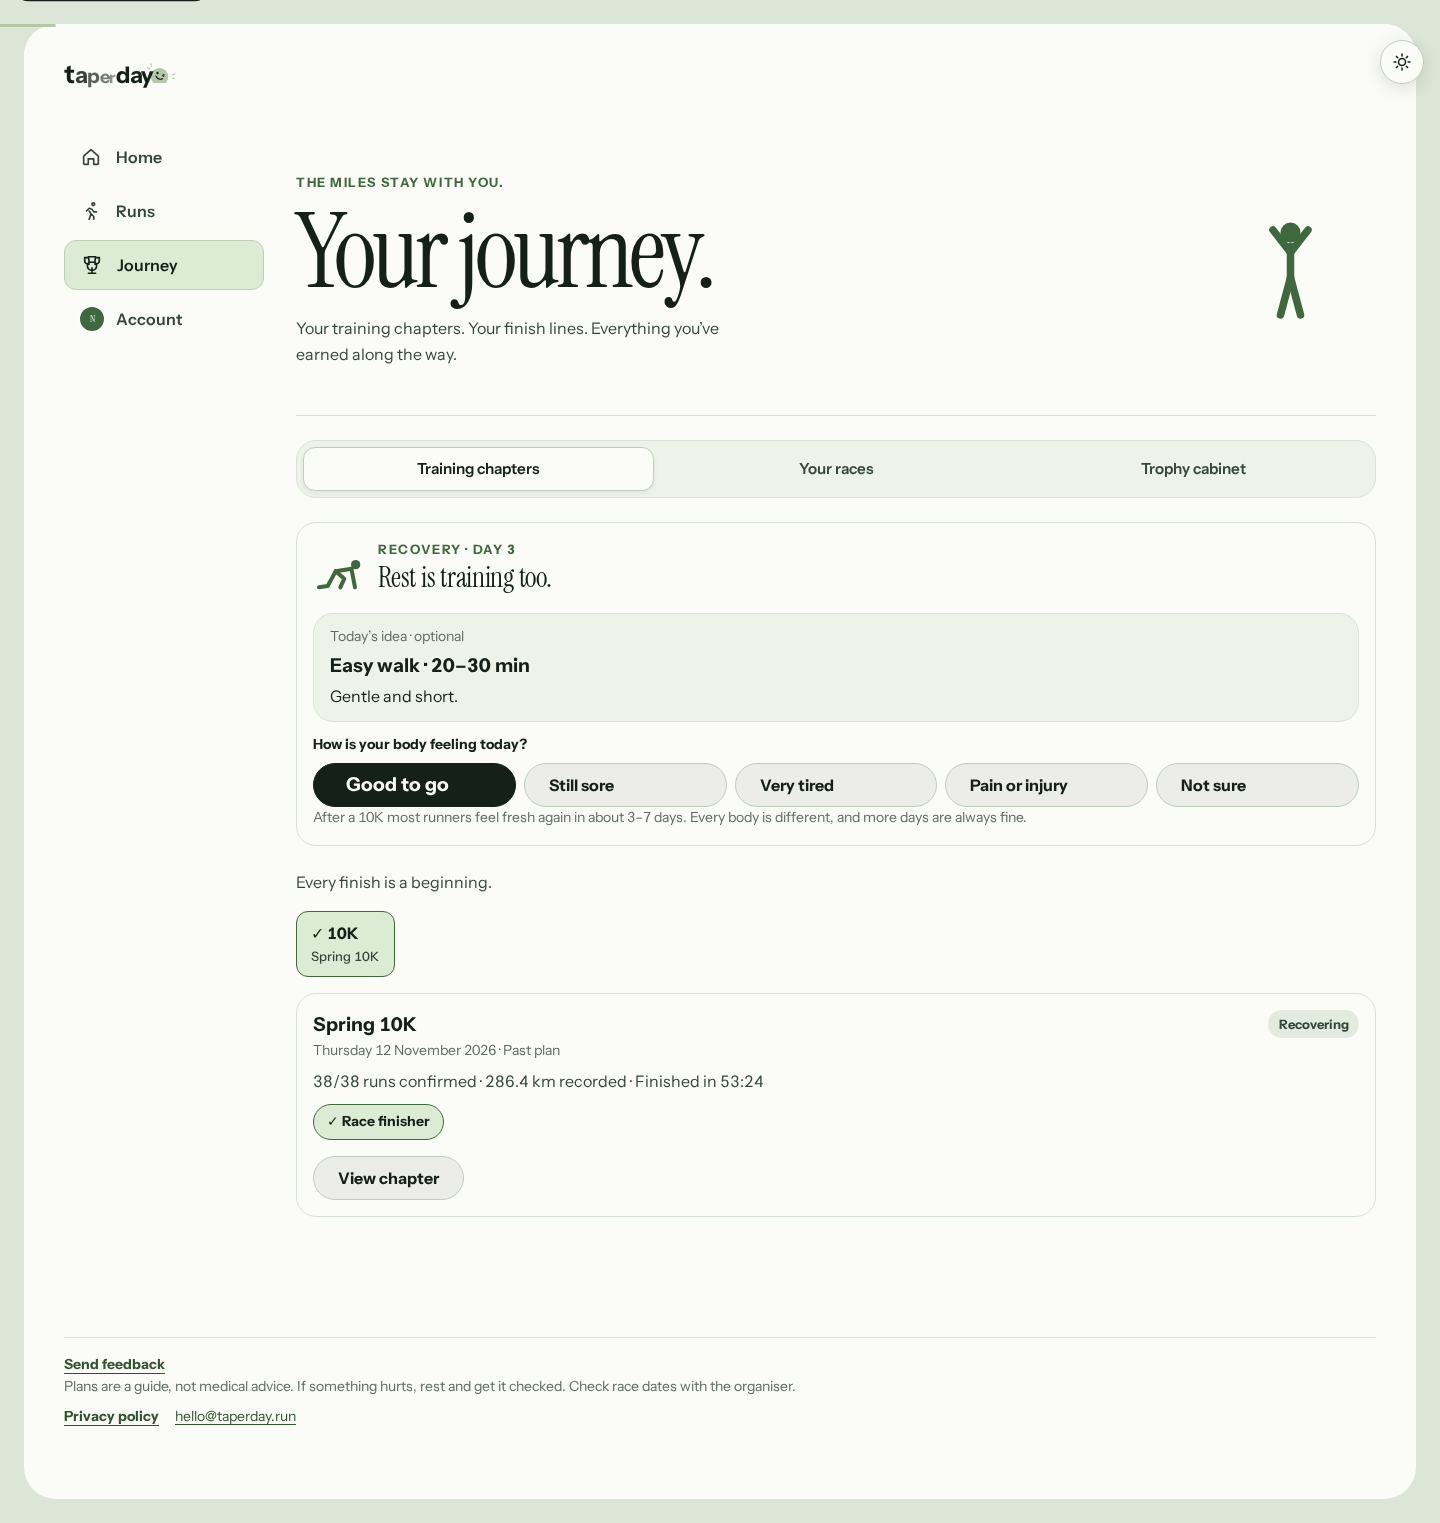 taperday
Home
Runs
Journey
N
Account
THE MILES STAY WITH YOU.
Your journey.
Your training chapters. Your finish lines. Everything you’ve
earned along the way.
Training chapters
Your races
Trophy cabinet
RECOVERY · DAY 3
Rest is training too.
Today’s idea · optional
Easy walk · 20–30 min
Gentle and short.
How is your body feeling today?
Good to go
Still sore
Very tired
Pain or injury
Not sure
After a 10K most runners feel fresh again in about 3–7 days. Every body is different, and more days are always fine.
Every finish is a beginning.
✓ 10K
Spring 10K
Spring 10K
Recovering
Thursday 12 November 2026 · Past plan
38/38 runs confirmed · 286.4 km recorded · Finished in 53:24
✓ Race finisher
View chapter
Send feedback
Plans are a guide, not medical advice. If something hurts, rest and get it checked. Check race dates with the organiser.
Privacy policy
hello@taperday.run